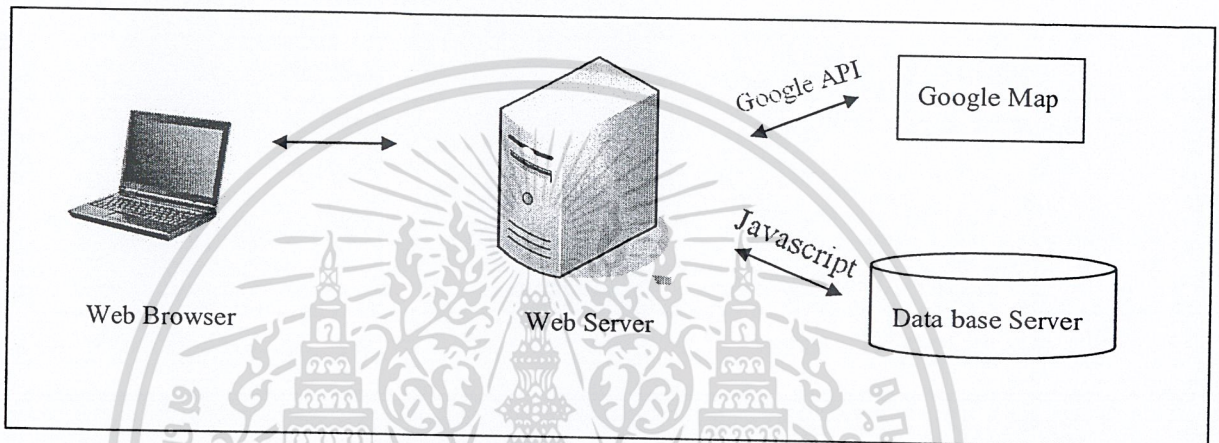 Google API
Google Map
Javascript
Web Browser
Web Server
Data base Server